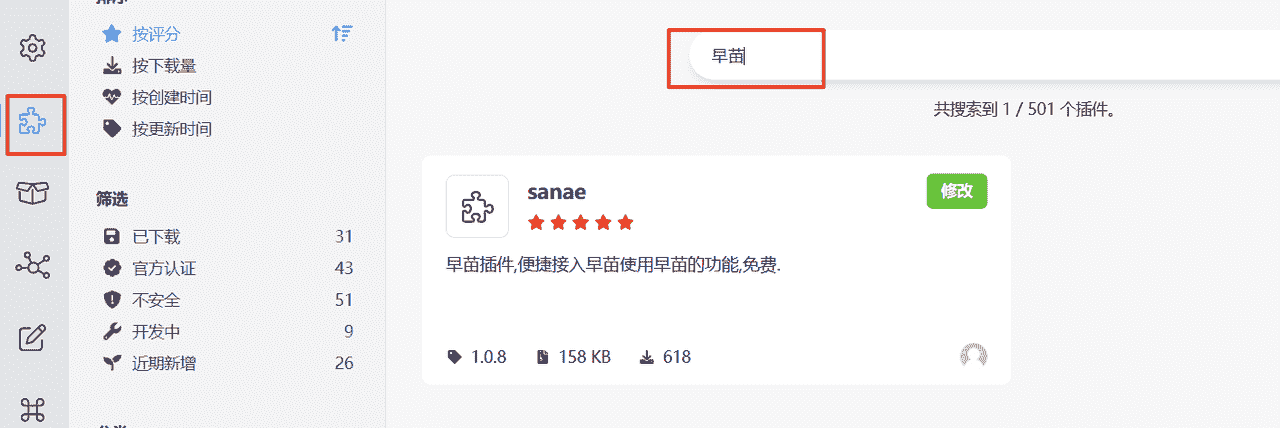 按评分
按下载量
按创建时间
按更新时间
筛选
已下载 31
官方认证 43
不安全 51
开发中 9
近期新增 26
早苗
共搜索到 1 / 501 个插件。
sanae
修改
早苗插件,便捷接入早苗使用早苗的功能,免费.
1.0.8 158 KB 618